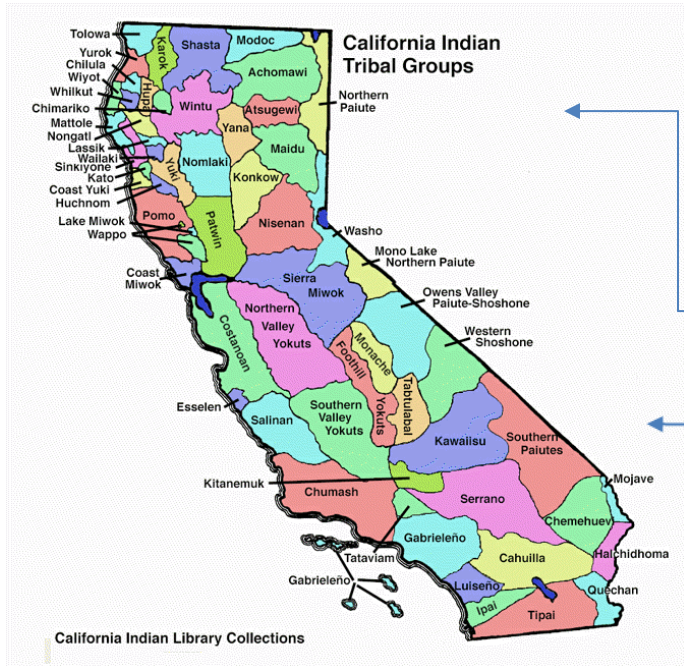 California Indian
Tribal Groups
Tolowa
Yurok
Chilula
Wiyot
Whilkut
Chimariko
Mattole
Nongatl
Lassik
Wailaki
Sinkiyone
Kato
Coast Yuki
Huchnom
Karok
Shasta
Modoc
Achomawi
Northern
Paiute
Hupa
Wintu
Atsugewi
Yana
Maidu
Yuki
Nomlaki
Konkow
Pomo
Patwin
Nisenan
Lake Miwok
Wappo
Washo
Mono Lake
Northern Paiute
Coast
Miwok
Sierra
Miwok
Owens Valley
Paiute-Shoshone
Northern
Valley
Yokuts
Costanoan
Western
Shoshone
Monache
Foothill
Yokuts
Tabtulabal
Esselen
Salinan
Southern
Valley
Yokuts
Kawaiisu
Southern
Paiutes
Kitanemuk
Chumash
Serrano
Mojave
Chemehuev
Gabrieleño
Tataviam
Halchidhoma
Cahuilla
Gabrieleño
Luiseño
Quechan
Ipai
Tipai
California Indian Library Collections